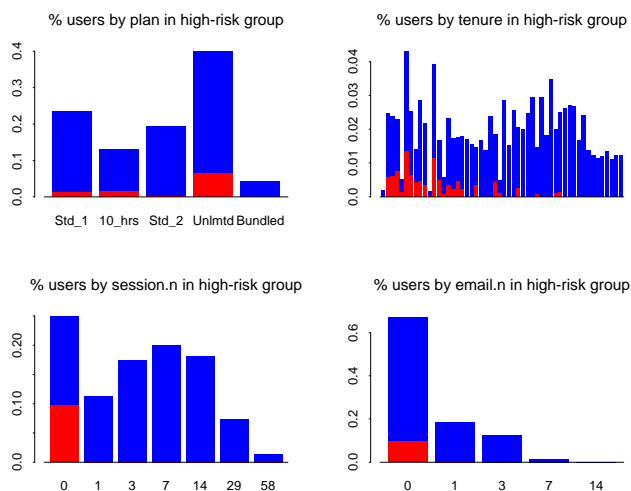 % users by plan in high-risk group
0.4
0.3
0.2
0.1
0.0
Std_1 10_hrs Std_2 Unlmtd Bundled
% users by tenure in high-risk group
0.04
0.03
0.02
0.01
0.00
% users by session.n in high-risk group
0.20
0.10
0.0
0 1 3 7 14 29 58
% users by email.n in high-risk group
0.6
0.4
0.2
0.0
0 1 3 7 14